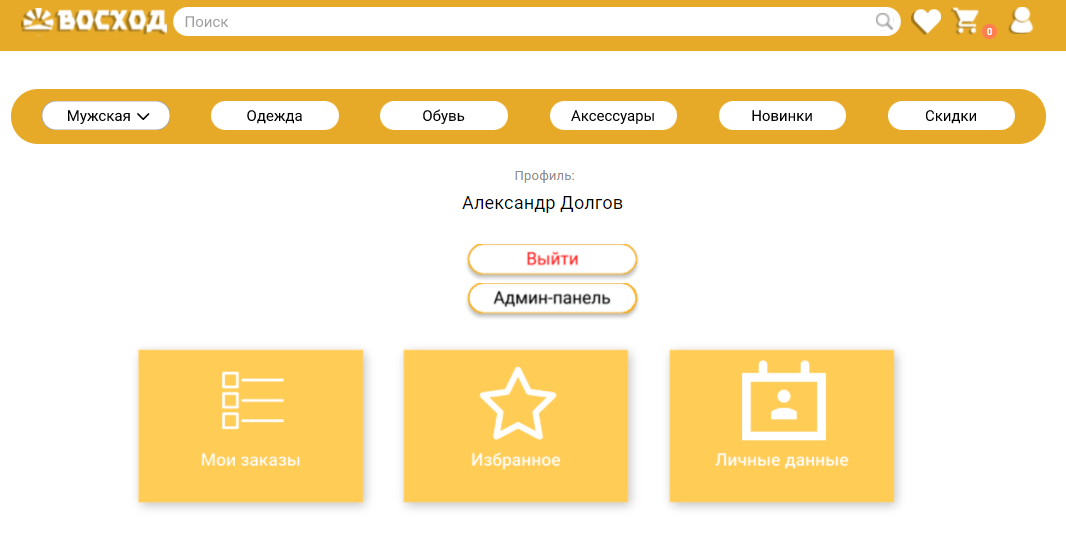 ВОСХОД
Поиск
0
Мужская
Одежда
Обувь
Аксессуары
Новинки
Скидки
Профиль:
Александр Долгов
Выйти
Админ-панель
Мои заказы
Избранное
Личные данные